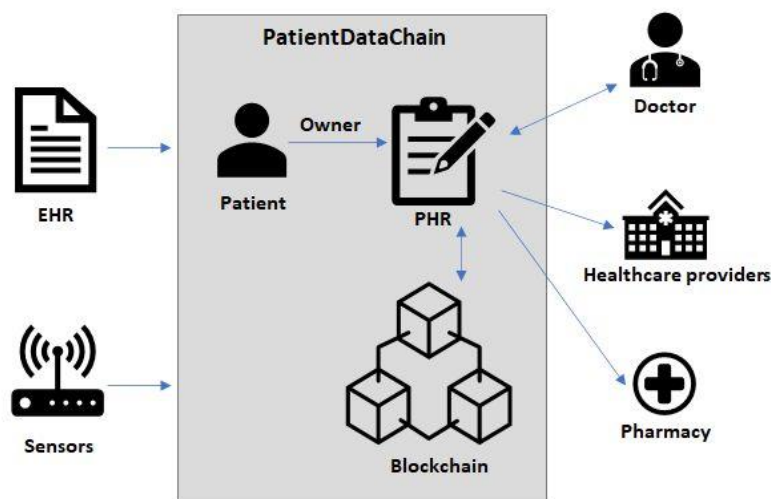 PatientDataChain
Doctor
Owner
EHR
Patient
PHR
Healthcare providers
Sensors
Blockchain
Pharmacy